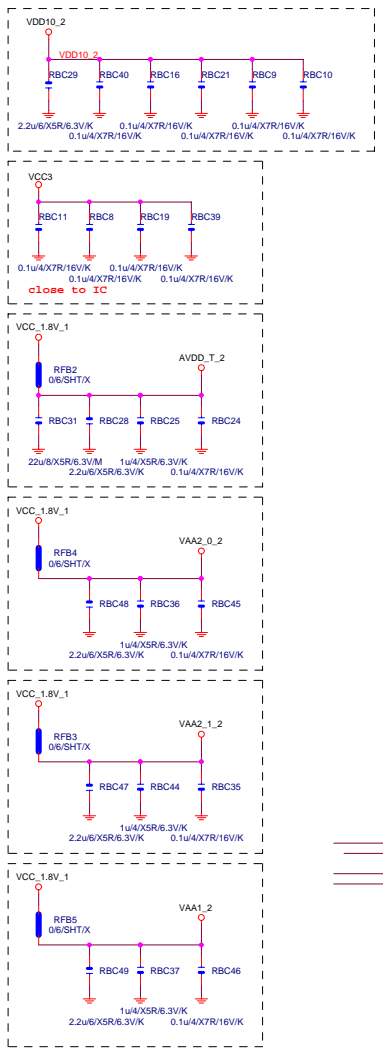 VDD10_2
VDD10_2
RBC29 RBC40 RBC16 RBC21 RBC9 RBC10
2.2u/6/X5R/6.3V/K 0.1u/4/X7R/16V/K 0.1u/4/X7R/16V/K
0.1u/4/X7R/16V/K 0.1u/4/X7R/16V/K 0.1u/4/X7R/16V/K
VCC3
RBC11 RBC8 RBC19 RBC39
0.1u/4/X7R/16V/K 0.1u/4/X7R/16V/K
0.1u/4/X7R/16V/K 0.1u/4/X7R/16V/K
close to IC
VCC_1.8V_1
AVDD_T_2
RFB2
0/6/SHT/X
RBC31 RBC28 RBC25 RBC24
22u/8/X5R/6.3V/M 1u/4/X5R/6.3V/K
2.2u/6/X5R/6.3V/K 0.1u/4/X7R/16V/K
VCC_1.8V_1
VAA2_0_2
RFB4
0/6/SHT/X
RBC48 RBC36 RBC45
1u/4/X5R/6.3V/K
2.2u/6/X5R/6.3V/K 0.1u/4/X7R/16V/K
VCC_1.8V_1
VAA2_1_2
RFB3
0/6/SHT/X
RBC47 RBC44 RBC35
1u/4/X5R/6.3V/K
2.2u/6/X5R/6.3V/K 0.1u/4/X7R/16V/K
VCC_1.8V_1
VAA1_2
RFB5
0/6/SHT/X
RBC49 RBC37 RBC46
1u/4/X5R/6.3V/K
2.2u/6/X5R/6.3V/K 0.1u/4/X7R/16V/K